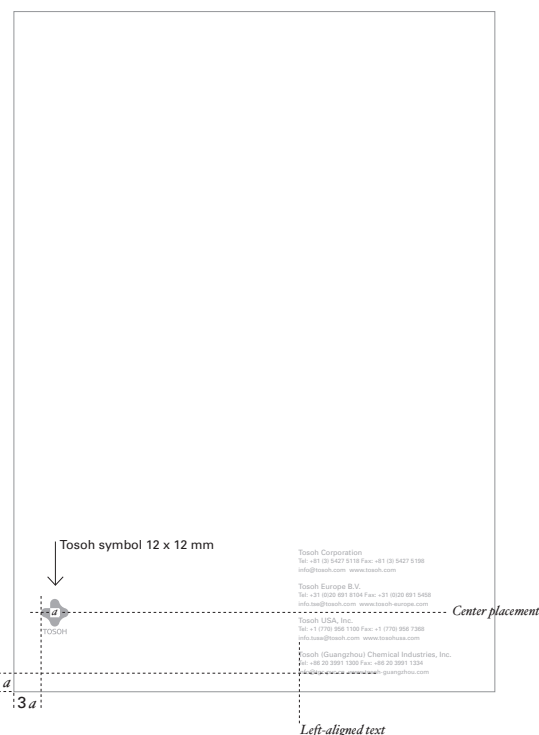 Tosoh symbol 12 x 12 mm
a
TOSOH
Tosoh Corporation
Tel: +81 (3) 5427 5118 Fax: +81 (3) 5427 5198
info@tosoh.com www.tosoh.com
Tosoh Europe B.V.
Tel: +31 (0)20 691 8104 Fax: +31 (0)20 691 5458
info.tse@tosoh.com www.tosoh-europe.com
Center placement
Tosoh USA, Inc.
Tel: +1 (770) 956 1100 Fax: +1 (770) 956 7368
info.tusa@tosoh.com www.tosohusa.com
Tosoh (Guangzhou) Chemical Industries, Inc.
Tel: +86 20 3991 1300 Fax: +86 20 3991 1334
a
3 a
Left-aligned text